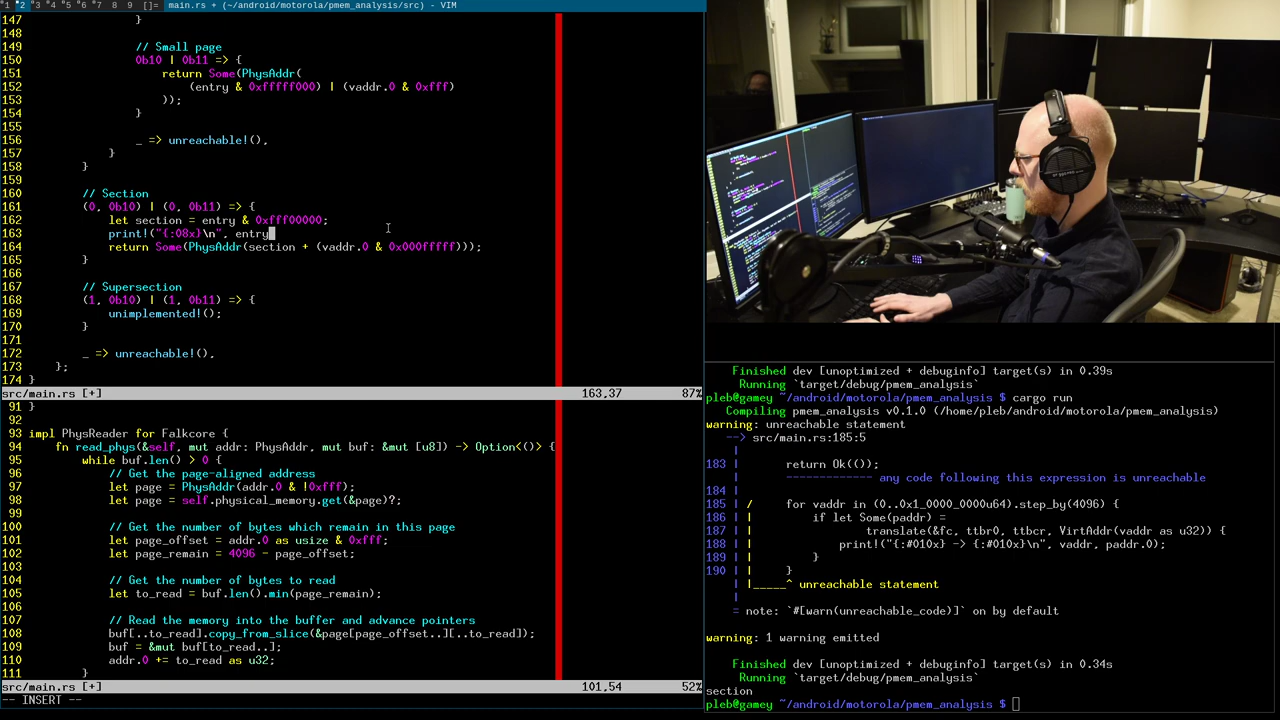 1 2 3 4 5 6 7 8 9 []= main.rs + (~/android/motorola/pmem_analysis/src) - VIM
147 }
148
149 // Small page
150 0b10 | 0b11 => {
151 return Some(PhysAddr(
152 (entry & 0xfffff000) | (vaddr.0 & 0xfff)
153 ));
154 }
155
156 _ => unreachable!(),
157 }
158 }
159
160 // Section
161 (0, 0b10) | (0, 0b11) => {
162 let section = entry & 0xfff00000;
163 print!("{:08x}\n", entry
164 return Some(PhysAddr(section + (vaddr.0 & 0x000fffff)));
165 }
166
167 // Supersection
168 (1, 0b10) | (1, 0b11) => {
169 unimplemented!();
170 }
171
172 _ => unreachable!(),
173 };
174 }
src/main.rs [+] 163,37 87%
91 }
92
93 impl PhysReader for Falkcore {
94 fn read_phys(&self, mut addr: PhysAddr, mut buf: &mut [u8]) -> Option<()> {
95 while buf.len() > 0 {
96 // Get the page-aligned address
97 let page = PhysAddr(addr.0 & !0xfff);
98 let page = self.physical_memory.get(&page)?;
99
100 // Get the number of bytes which remain in this page
101 let page_offset = addr.0 as usize & 0xfff;
102 let page_remain = 4096 - page_offset;
103
104 // Get the number of bytes to read
105 let to_read = buf.len().min(page_remain);
106
107 // Read the memory into the buffer and advance pointers
108 buf[..to_read].copy_from_slice(&page[page_offset..][..to_read]);
109 buf = &mut buf[to_read..];
110 addr.0 += to_read as u32;
111 }
src/main.rs [+] 101,54 52%
-- INSERT --
Finished dev [unoptimized + debuginfo] target(s) in 0.39s
Running `target/debug/pmem_analysis`
pleb@gamey ~/android/motorola/pmem_analysis $ cargo run
Compiling pmem_analysis v0.1.0 (/home/pleb/android/motorola/pmem_analysis)
warning: unreachable statement
--> src/main.rs:185:5
|
183 | return Ok(());
| ------------- any code following this expression is unreachable
184 |
185 | / for vaddr in (0..0x1_0000_0000u64).step_by(4096) {
186 | | if let Some(paddr) =
187 | | translate(&fc, ttbr0, ttbcr, VirtAddr(vaddr as u32)) {
188 | | print!("{:#010x} -> {:#010x}\n", vaddr, paddr.0);
189 | | }
190 | | }
| |_____^ unreachable statement
|
= note: `#[warn(unreachable_code)]` on by default
warning: 1 warning emitted
Finished dev [unoptimized + debuginfo] target(s) in 0.34s
Running `target/debug/pmem_analysis`
section
pleb@gamey ~/android/motorola/pmem_analysis $